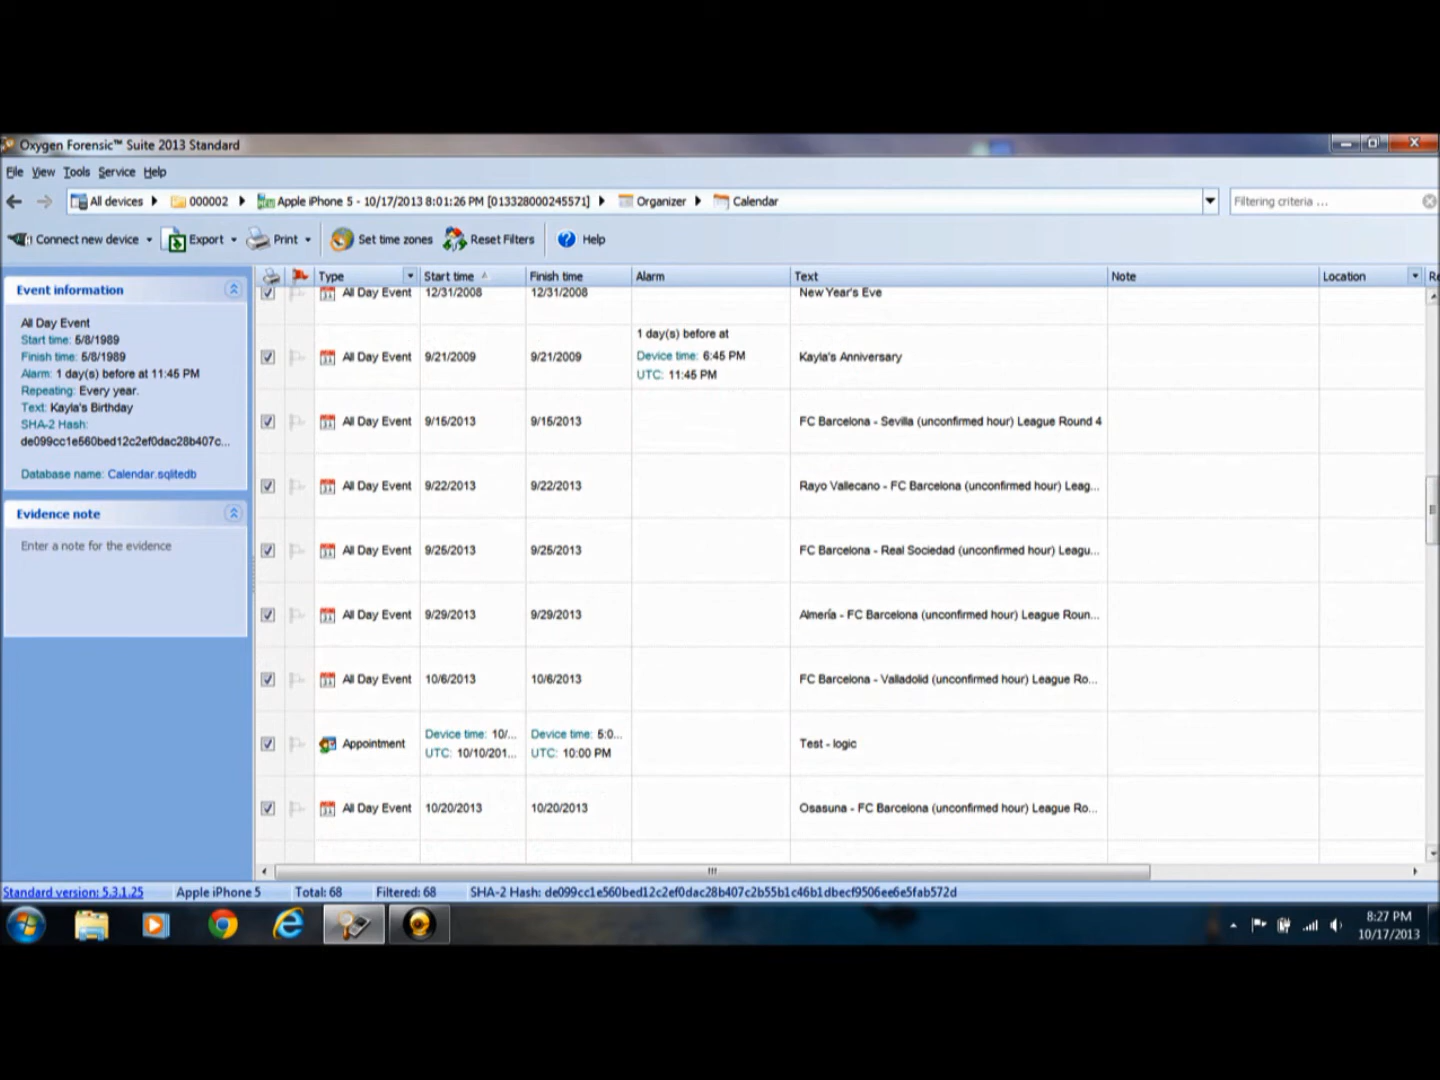 Oxygen Forensic™ Suite 2013 Standard
File View Tools Service Help
All devices 000002 Apple iPhone 5 - 10/17/2013 8:01:26 PM [013328000245571] Organizer Calendar Filtering criteria ...
Connect new device Export Print Set time zones Reset Filters Help
Type Start time Finish time Alarm Text Note Location Re
Event information
All Day Event
Start time: 5/8/1989
Finish time: 5/8/1989
Alarm: 1 day(s) before at 11:45 PM
Repeating: Every year.
Text: Kayla's Birthday
SHA-2 Hash:
de099cc1e560bed12c2ef0dac28b407c...
Database name: Calendar.sqlitedb
Evidence note
Enter a note for the evidence
All Day Event 12/31/2008 12/31/2008 New Year's Eve
All Day Event 9/21/2009 9/21/2009 1 day(s) before at Kayla's Anniversary
Device time: 6:45 PM
UTC: 11:45 PM
All Day Event 9/15/2013 9/15/2013 FC Barcelona - Sevilla (unconfirmed hour) League Round 4
All Day Event 9/22/2013 9/22/2013 Rayo Vallecano - FC Barcelona (unconfirmed hour) Leag...
All Day Event 9/25/2013 9/25/2013 FC Barcelona - Real Sociedad (unconfirmed hour) Leagu...
All Day Event 9/29/2013 9/29/2013 Almería - FC Barcelona (unconfirmed hour) League Roun...
All Day Event 10/6/2013 10/6/2013 FC Barcelona - Valladolid (unconfirmed hour) League Ro...
Appointment Device time: 10/... Device time: 5:0... Test - logic
UTC: 10/10/201... UTC: 10:00 PM
All Day Event 10/20/2013 10/20/2013 Osasuna - FC Barcelona (unconfirmed hour) League Ro...
Standard version: 5.3.1.25 Apple iPhone 5 Total: 68 Filtered: 68 SHA-2 Hash: de099cc1e560bed12c2ef0dac28b407c2b55b1c46b1dbecf9506ee6e5fab572d
8:27 PM
10/17/2013